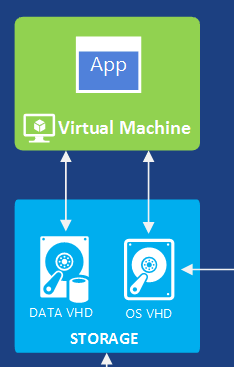 App
Virtual Machine
DATA VHD
OS VHD
STORAGE